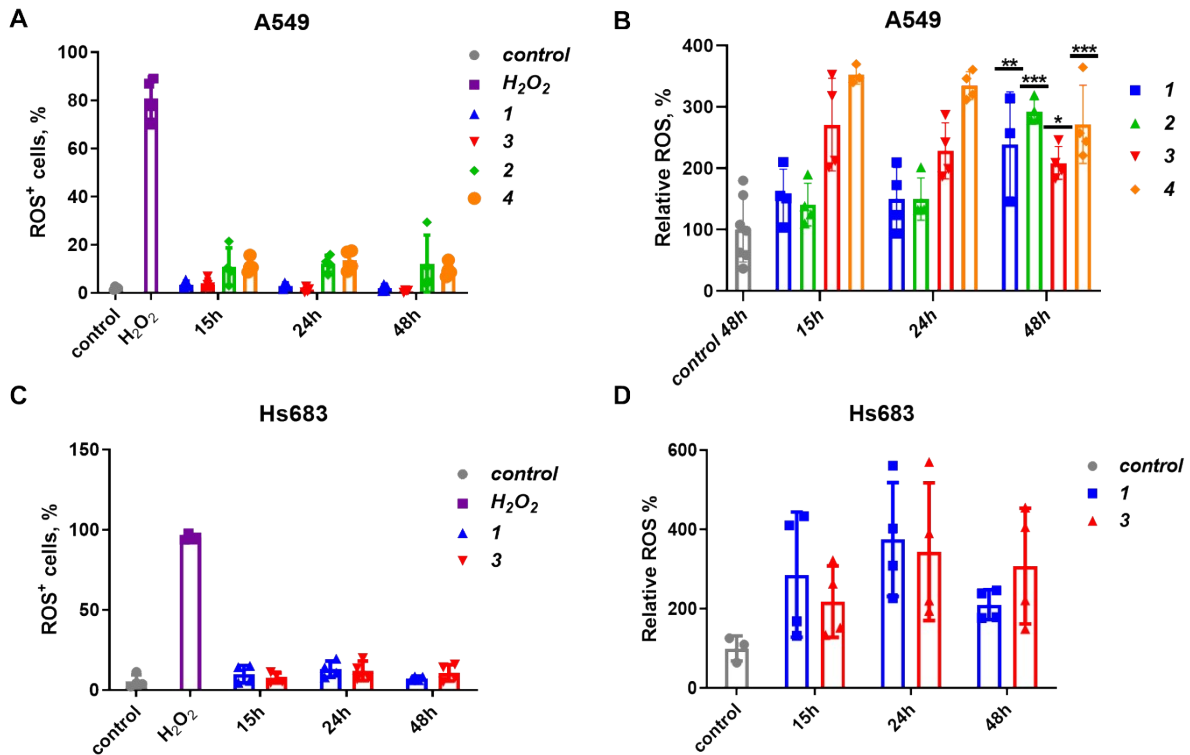 A
A549
ROS⁺ cells, %
100
80
60
40
20
0
control
H₂O₂
15h
24h
48h
control
H₂O₂
1
3
2
4
B
A549
Relative ROS, %
400
300
200
100
0
**
***
*
***
control 48h
15h
24h
48h
1
2
3
4
C
Hs683
ROS⁺ cells, %
150
100
50
0
control
H₂O₂
15h
24h
48h
control
H₂O₂
1
3
D
Hs683
Relative ROS %
600
400
200
0
control
15h
24h
48h
control
1
3